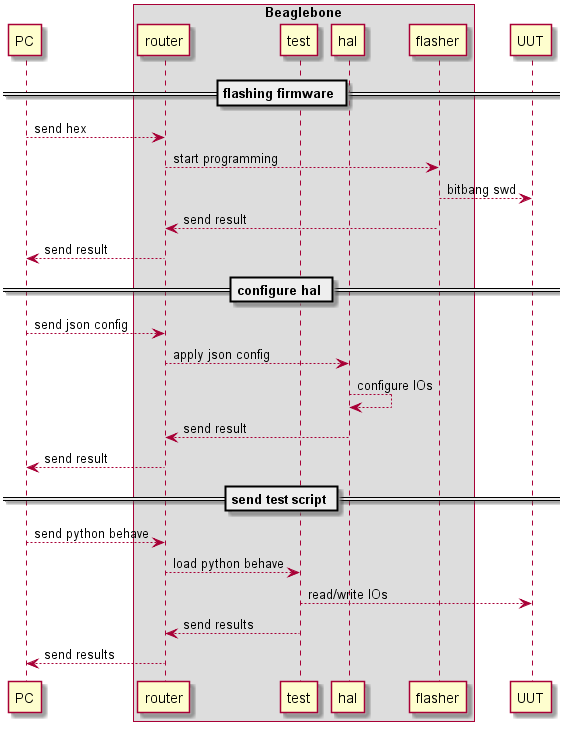 Beaglebone
PC router test hal flasher UUT
flashing firmware
send hex
start programming
bitbang swd
send result
send result
configure hal
send json config
apply json config
configure IOs
send result
send result
send test script
send python behave
load python behave
read/write IOs
send results
send results
PC router test hal flasher UUT